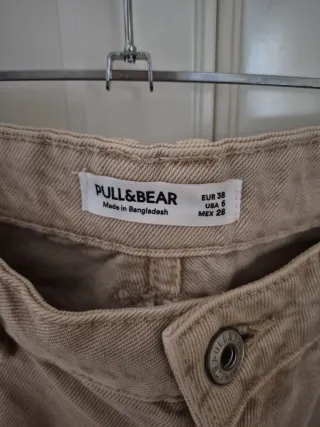 PULL&BEAR
Made in Bangladesh
EUR 38
USA 6
MEX 28